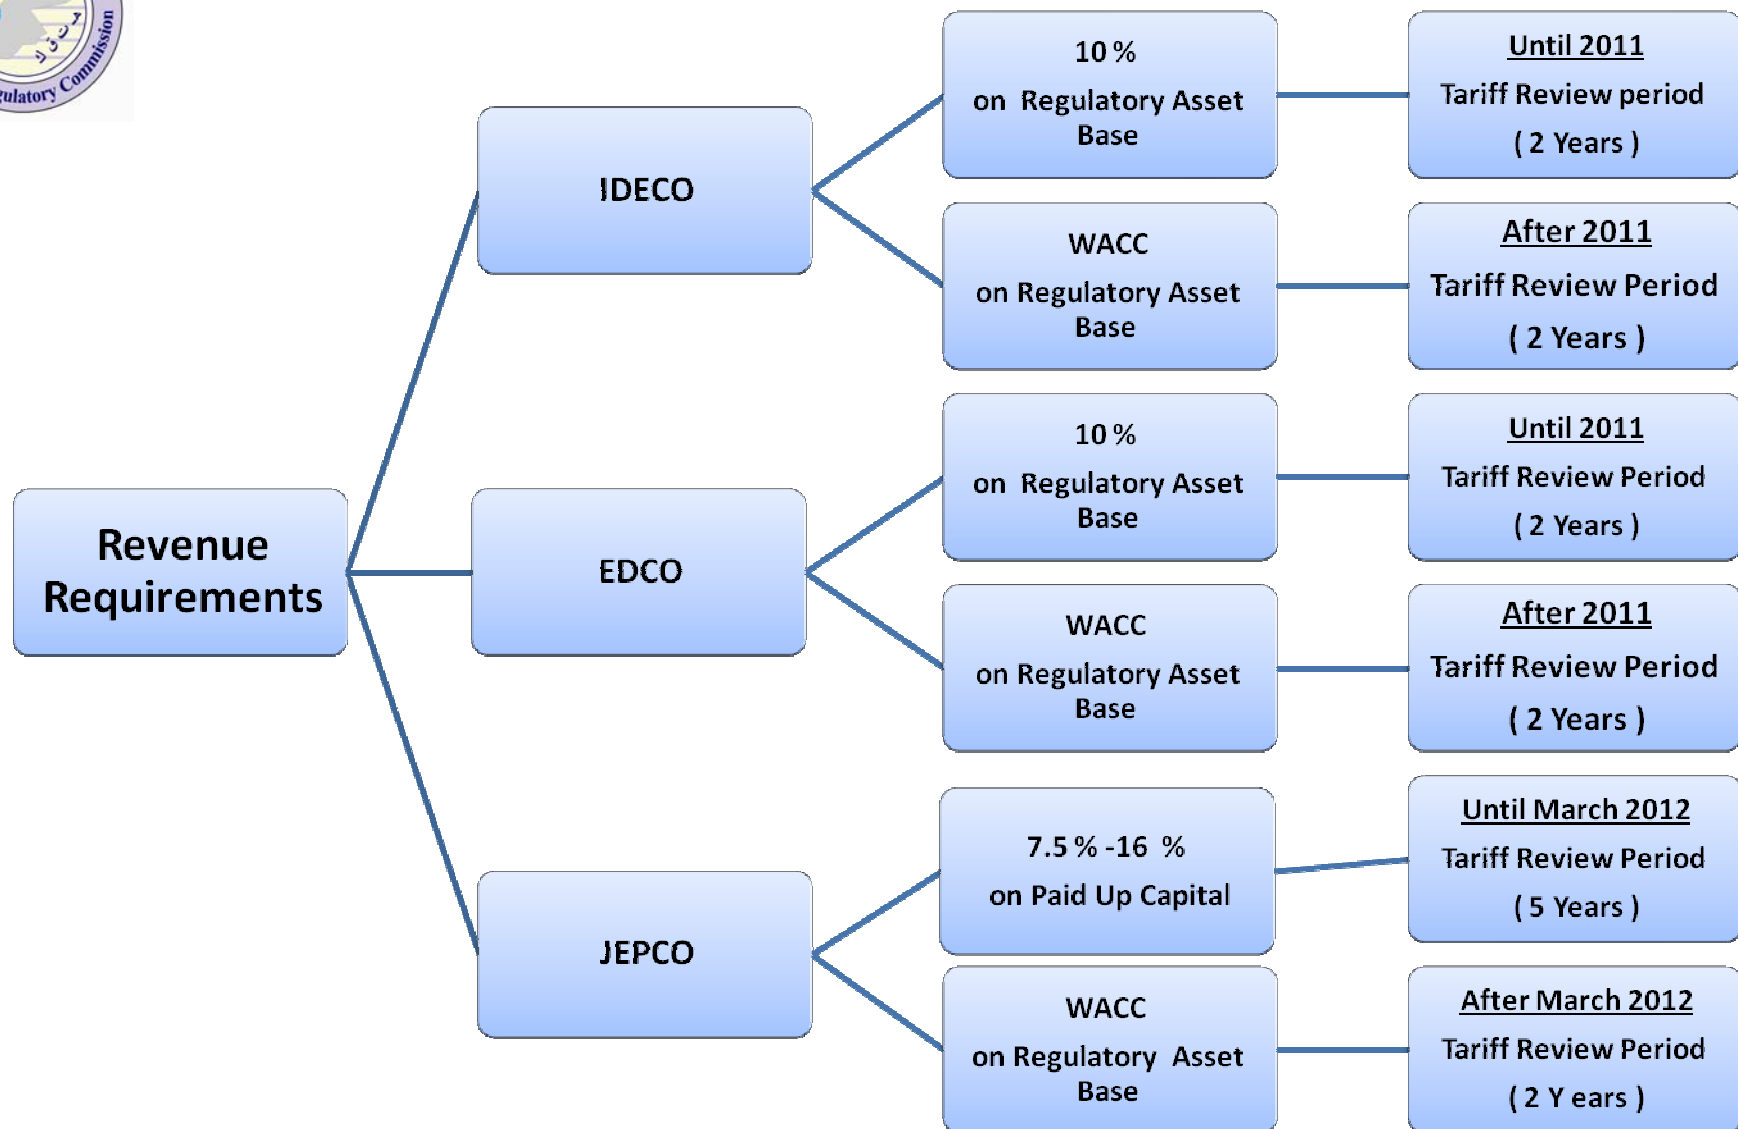 gulatory Commission
Revenue
Requirements
IDECO
10 %
on Regulatory Asset
Base
Until 2011
Tariff Review period
( 2 Years )
WACC
on Regulatory Asset
Base
After 2011
Tariff Review Period
( 2 Years )
EDCO
10 %
on Regulatory Asset
Base
Until 2011
Tariff Review Period
( 2 Years )
WACC
on Regulatory Asset
Base
After 2011
Tariff Review Period
( 2 Years )
JEPCO
7.5 % -16 %
on Paid Up Capital
Until March 2012
Tariff Review Period
( 5 Years )
WACC
on Regulatory Asset
Base
After March 2012
Tariff Review Period
( 2 Y ears )